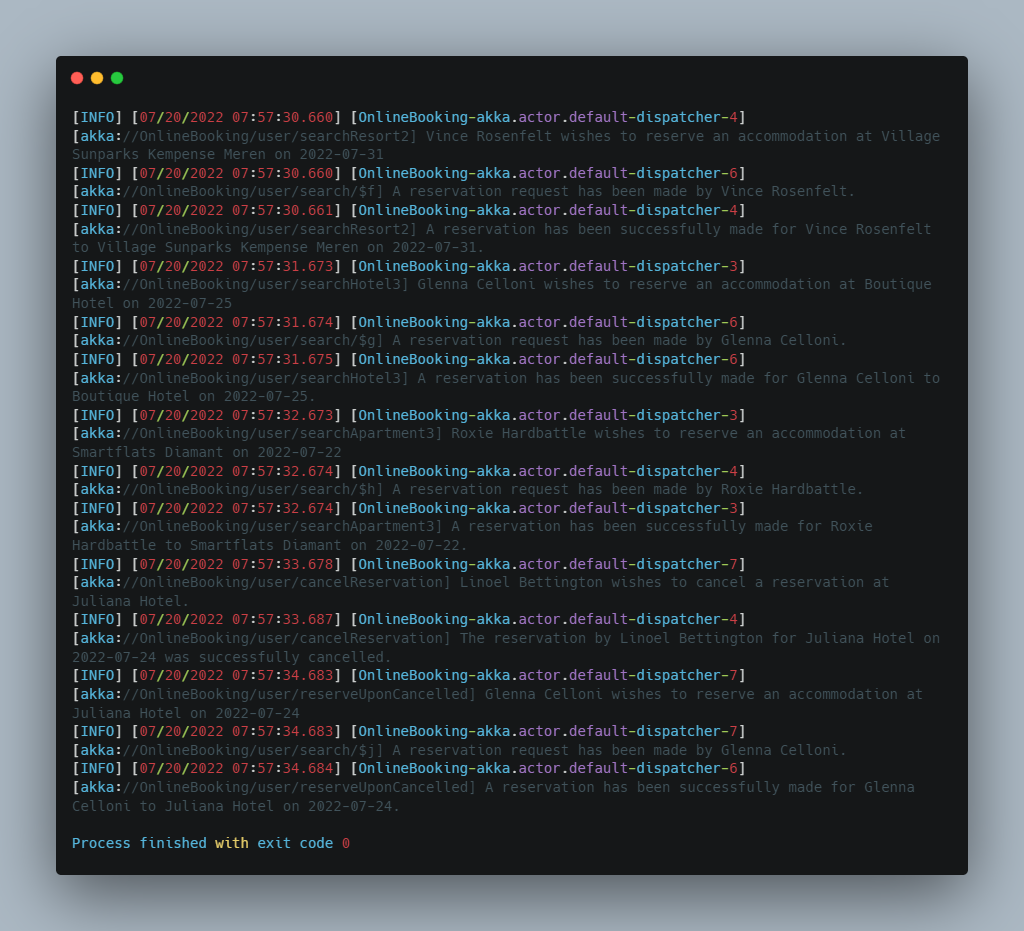 [INFO] [07/20/2022 07:57:30.660] [OnlineBooking-akka.actor.default-dispatcher-4]
[akka://OnlineBooking/user/searchResort2] Vince Rosenfelt wishes to reserve an accommodation at Village
Sunparks Kempense Meren on 2022-07-31
[INFO] [07/20/2022 07:57:30.660] [OnlineBooking-akka.actor.default-dispatcher-6]
[akka://OnlineBooking/user/search/$f] A reservation request has been made by Vince Rosenfelt.
[INFO] [07/20/2022 07:57:30.661] [OnlineBooking-akka.actor.default-dispatcher-4]
[akka://OnlineBooking/user/searchResort2] A reservation has been successfully made for Vince Rosenfelt
to Village Sunparks Kempense Meren on 2022-07-31.
[INFO] [07/20/2022 07:57:31.673] [OnlineBooking-akka.actor.default-dispatcher-3]
[akka://OnlineBooking/user/searchHotel3] Glenna Celloni wishes to reserve an accommodation at Boutique
Hotel on 2022-07-25
[INFO] [07/20/2022 07:57:31.674] [OnlineBooking-akka.actor.default-dispatcher-6]
[akka://OnlineBooking/user/search/$g] A reservation request has been made by Glenna Celloni.
[INFO] [07/20/2022 07:57:31.675] [OnlineBooking-akka.actor.default-dispatcher-6]
[akka://OnlineBooking/user/searchHotel3] A reservation has been successfully made for Glenna Celloni to
Boutique Hotel on 2022-07-25.
[INFO] [07/20/2022 07:57:32.673] [OnlineBooking-akka.actor.default-dispatcher-3]
[akka://OnlineBooking/user/searchApartment3] Roxie Hardbattle wishes to reserve an accommodation at
Smartflats Diamant on 2022-07-22
[INFO] [07/20/2022 07:57:32.674] [OnlineBooking-akka.actor.default-dispatcher-4]
[akka://OnlineBooking/user/search/$h] A reservation request has been made by Roxie Hardbattle.
[INFO] [07/20/2022 07:57:32.674] [OnlineBooking-akka.actor.default-dispatcher-3]
[akka://OnlineBooking/user/searchApartment3] A reservation has been successfully made for Roxie
Hardbattle to Smartflats Diamant on 2022-07-22.
[INFO] [07/20/2022 07:57:33.678] [OnlineBooking-akka.actor.default-dispatcher-7]
[akka://OnlineBooking/user/cancelReservation] Linoel Bettington wishes to cancel a reservation at
Juliana Hotel.
[INFO] [07/20/2022 07:57:33.687] [OnlineBooking-akka.actor.default-dispatcher-4]
[akka://OnlineBooking/user/cancelReservation] The reservation by Linoel Bettington for Juliana Hotel on
2022-07-24 was successfully cancelled.
[INFO] [07/20/2022 07:57:34.683] [OnlineBooking-akka.actor.default-dispatcher-7]
[akka://OnlineBooking/user/reserveUponCancelled] Glenna Celloni wishes to reserve an accommodation at
Juliana Hotel on 2022-07-24
[INFO] [07/20/2022 07:57:34.683] [OnlineBooking-akka.actor.default-dispatcher-7]
[akka://OnlineBooking/user/search/$j] A reservation request has been made by Glenna Celloni.
[INFO] [07/20/2022 07:57:34.684] [OnlineBooking-akka.actor.default-dispatcher-6]
[akka://OnlineBooking/user/reserveUponCancelled] A reservation has been successfully made for Glenna
Celloni to Juliana Hotel on 2022-07-24.
Process finished with exit code 0